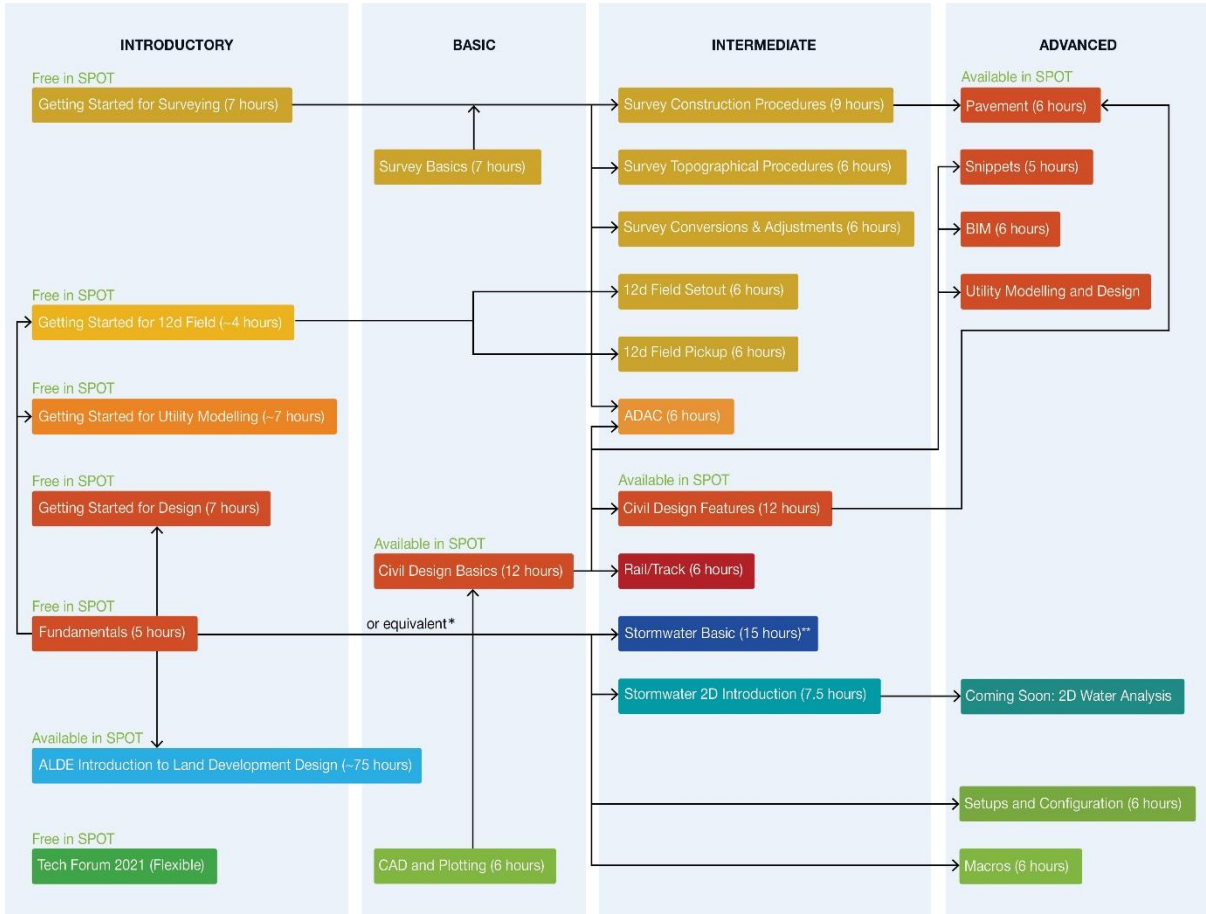 INTRODUCTORY
BASIC
INTERMEDIATE
ADVANCED
Free in SPOT
Available in SPOT
Getting Started for Surveying (7 hours)
Survey Construction Procedures (9 hours)
Pavement (6 hours)
Survey Basics (7 hours)
Survey Topographical Procedures (6 hours)
Snippets (5 hours)
Survey Conversions & Adjustments (6 hours)
BIM (6 hours)
Free in SPOT
12d Field Setout (6 hours)
Utility Modelling and Design
Getting Started for 12d Field (~4 hours)
12d Field Pickup (6 hours)
Free in SPOT
Getting Started for Utility Modelling (~7 hours)
ADAC (6 hours)
Free in SPOT
Available in SPOT
Getting Started for Design (7 hours)
Civil Design Features (12 hours)
Available in SPOT
Civil Design Basics (12 hours)
Rail/Track (6 hours)
Free in SPOT
Fundamentals (5 hours)
or equivalent*
Stormwater Basic (15 hours)**
Stormwater 2D Introduction (7.5 hours)
Coming Soon: 2D Water Analysis
Available in SPOT
ALDE Introduction to Land Development Design (~75 hours)
Setups and Configuration (6 hours)
Free in SPOT
Tech Forum 2021 (Flexible)
CAD and Plotting (6 hours)
Macros (6 hours)